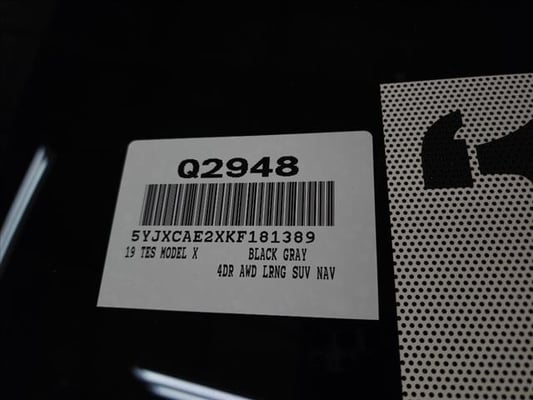 Q2948
5YJXCAE2XKF181389
19 TES MODEL X BLACK GRAY
4DR AWD LRNG SUV NAV